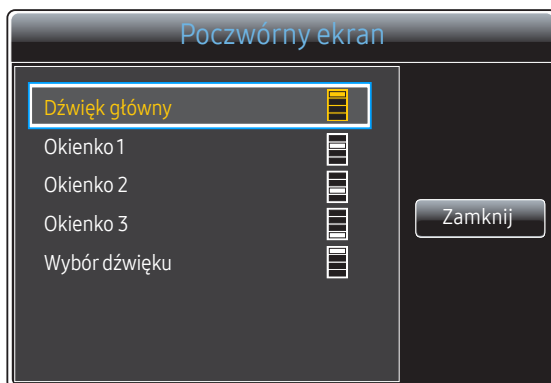 Poczwórny ekran
Dźwięk główny
Okienko 1
Okienko 2
Okienko 3
Wybór dźwięku
Zamknij